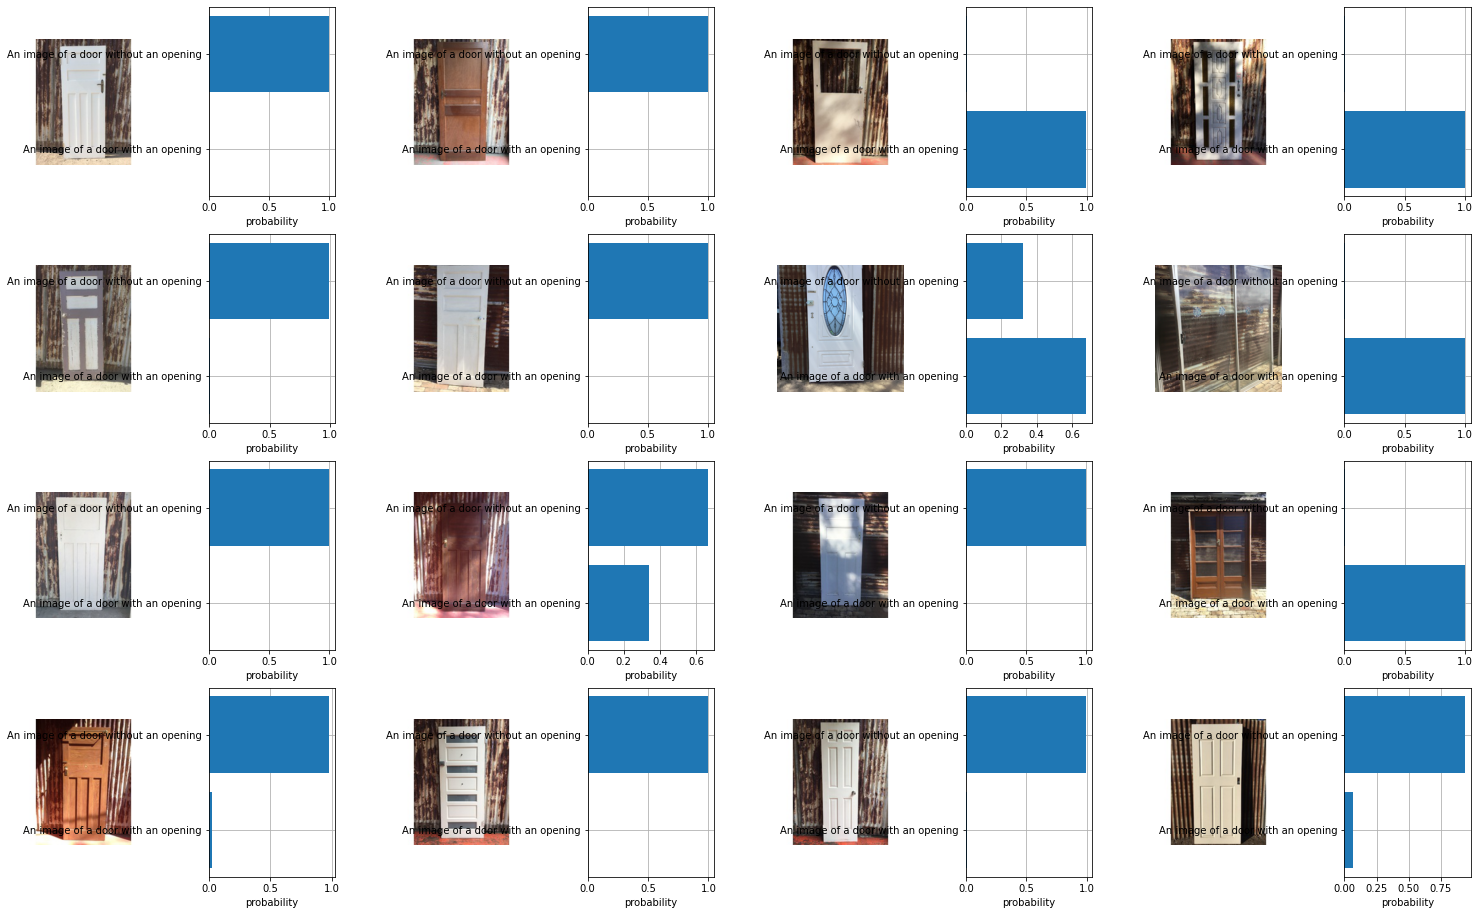 An image of a door without an opening
An image of a door with an opening
0.0 0.5 1.0
probability
An image of a door without an opening
An image of a door with an opening
0.0 0.5 1.0
probability
An image of a door without an opening
An image of a door with an opening
0.0 0.5 1.0
probability
An image of a door without an opening
An image of a door with an opening
0.0 0.5 1.0
probability
An image of a door without an opening
An image of a door with an opening
0.0 0.5 1.0
probability
An image of a door without an opening
An image of a door with an opening
0.0 0.5 1.0
probability
An image of a door without an opening
An image of a door with an opening
0.0 0.2 0.4 0.6
probability
An image of a door without an opening
An image of a door with an opening
0.0 0.5 1.0
probability
An image of a door without an opening
An image of a door with an opening
0.0 0.5 1.0
probability
An image of a door without an opening
An image of a door with an opening
0.0 0.2 0.4 0.6
probability
An image of a door without an opening
An image of a door with an opening
0.0 0.5 1.0
probability
An image of a door without an opening
An image of a door with an opening
0.0 0.5 1.0
probability
An image of a door without an opening
An image of a door with an opening
0.0 0.5 1.0
probability
An image of a door without an opening
An image of a door with an opening
0.0 0.5 1.0
probability
An image of a door without an opening
An image of a door with an opening
0.0 0.5 1.0
probability
An image of a door without an opening
An image of a door with an opening
0.00 0.25 0.50 0.75
probability